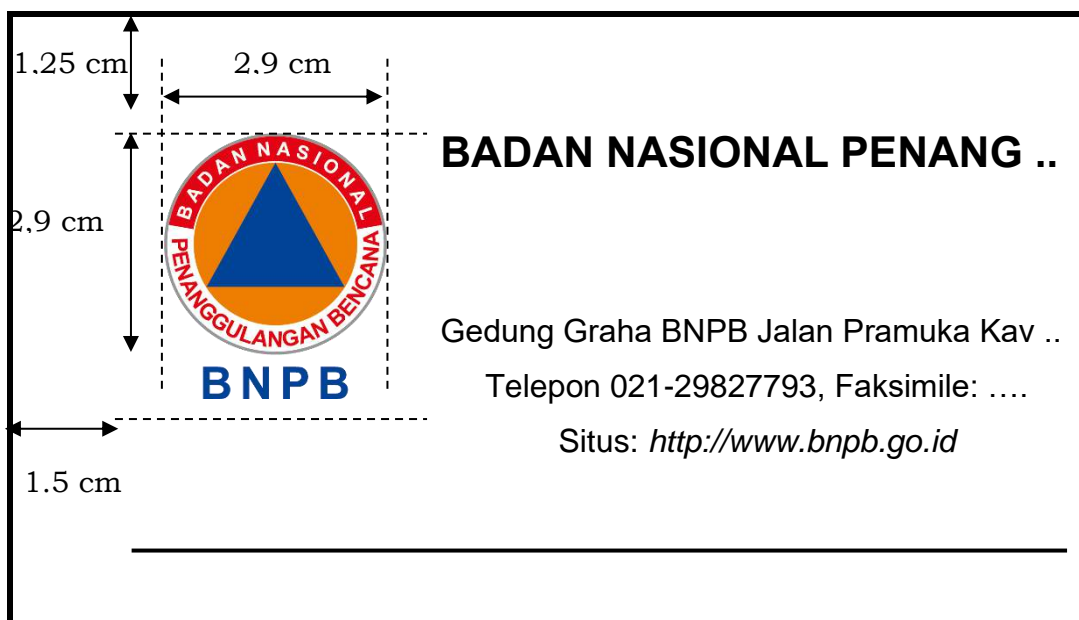 1,25 cm
2,9 cm
BADAN NASIONAL PENANG ..
BADAN NASIONAL
PENANGGULANGAN BENCANA
2,9 cm
Gedung Graha BNPB Jalan Pramuka Kav ..
BNPB
Telepon 021-29827793, Faksimile: ....
Situs: http://www.bnpb.go.id
1.5 cm